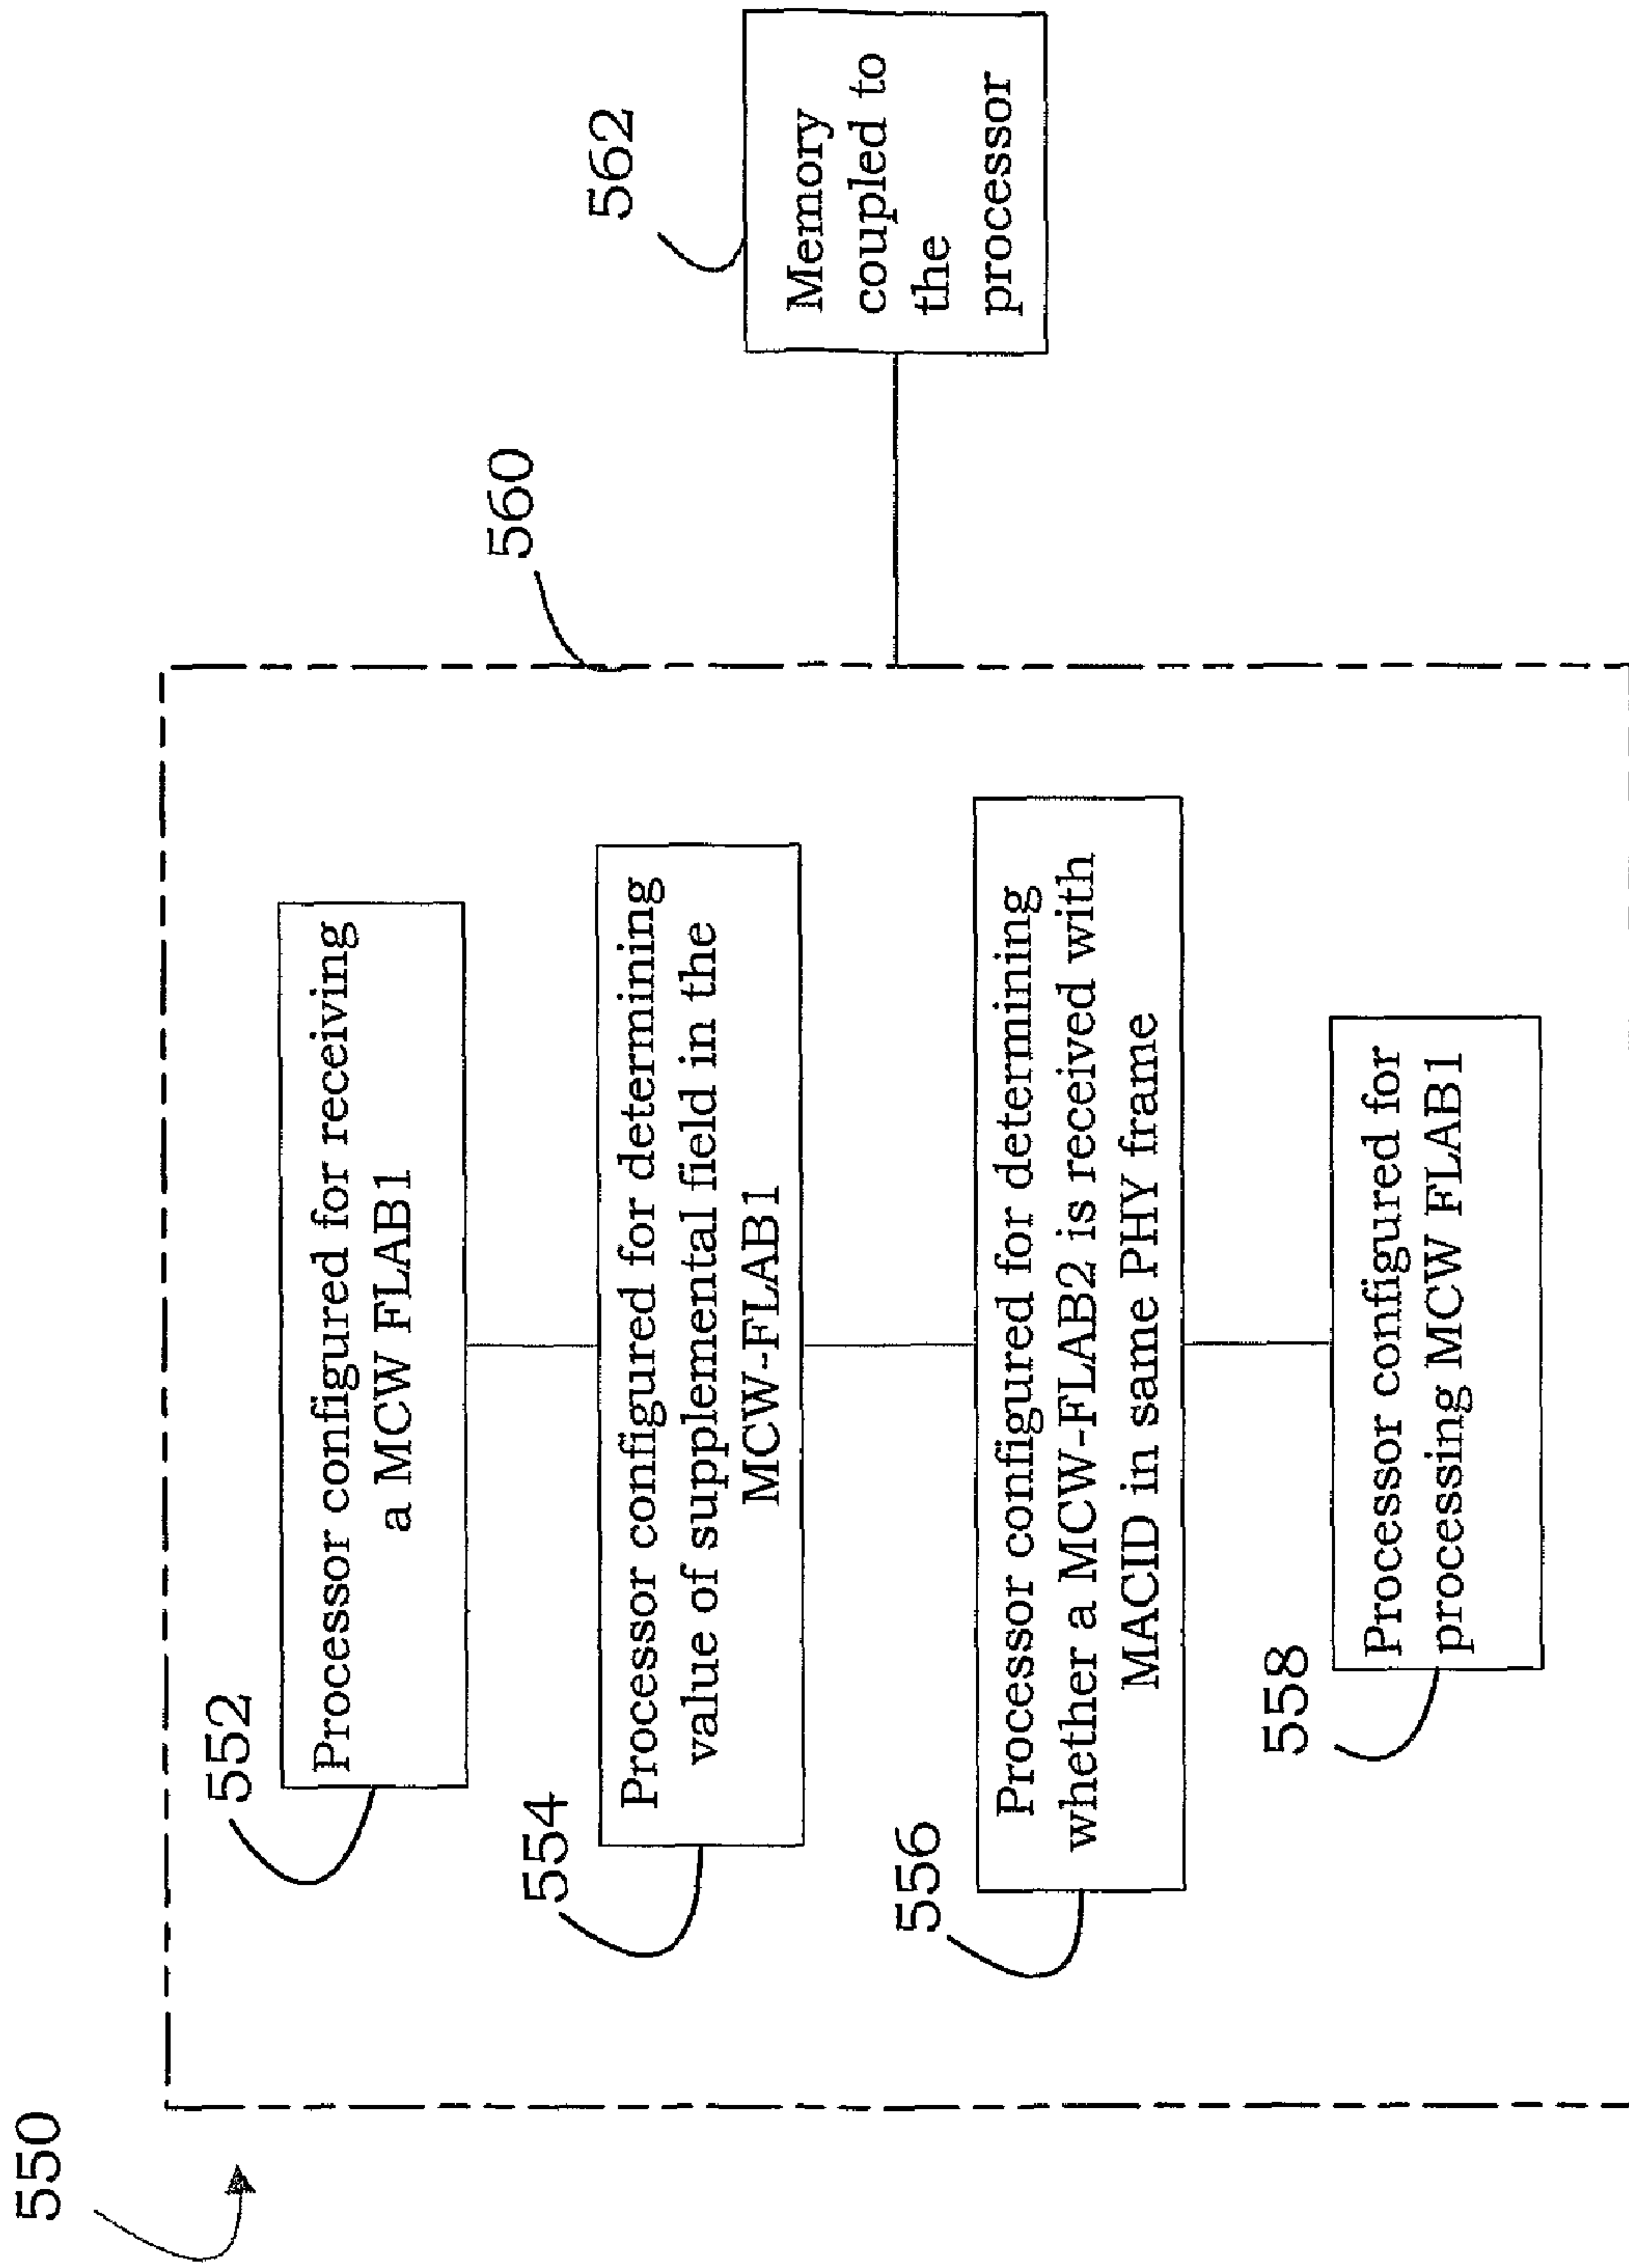 550
552
Processor configured for receiving
a MCW FLAB1
554
Processor configured for determining
value of supplemental field in the
MCW-FLAB1
556
Processor configured for determining
whether a MCW-FLAB2 is received with
MACID in same PHY frame
558
Processor configured for
processing MCW FLAB1
560
562
Memory
coupled to
the
processor